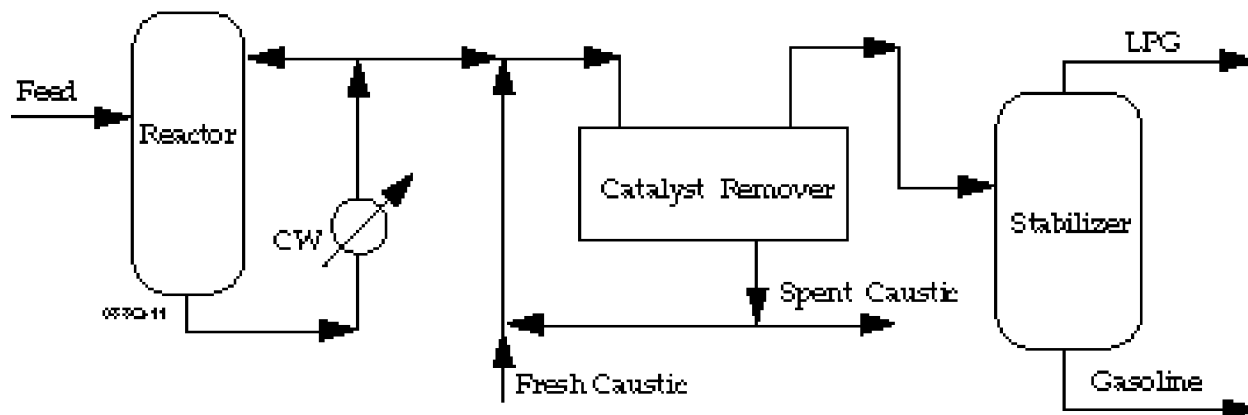 LPG
Feed
Reactor
Catalyst Remover
CW
Stabilizer
Spent Caustic
Fresh Caustic
Gasoline